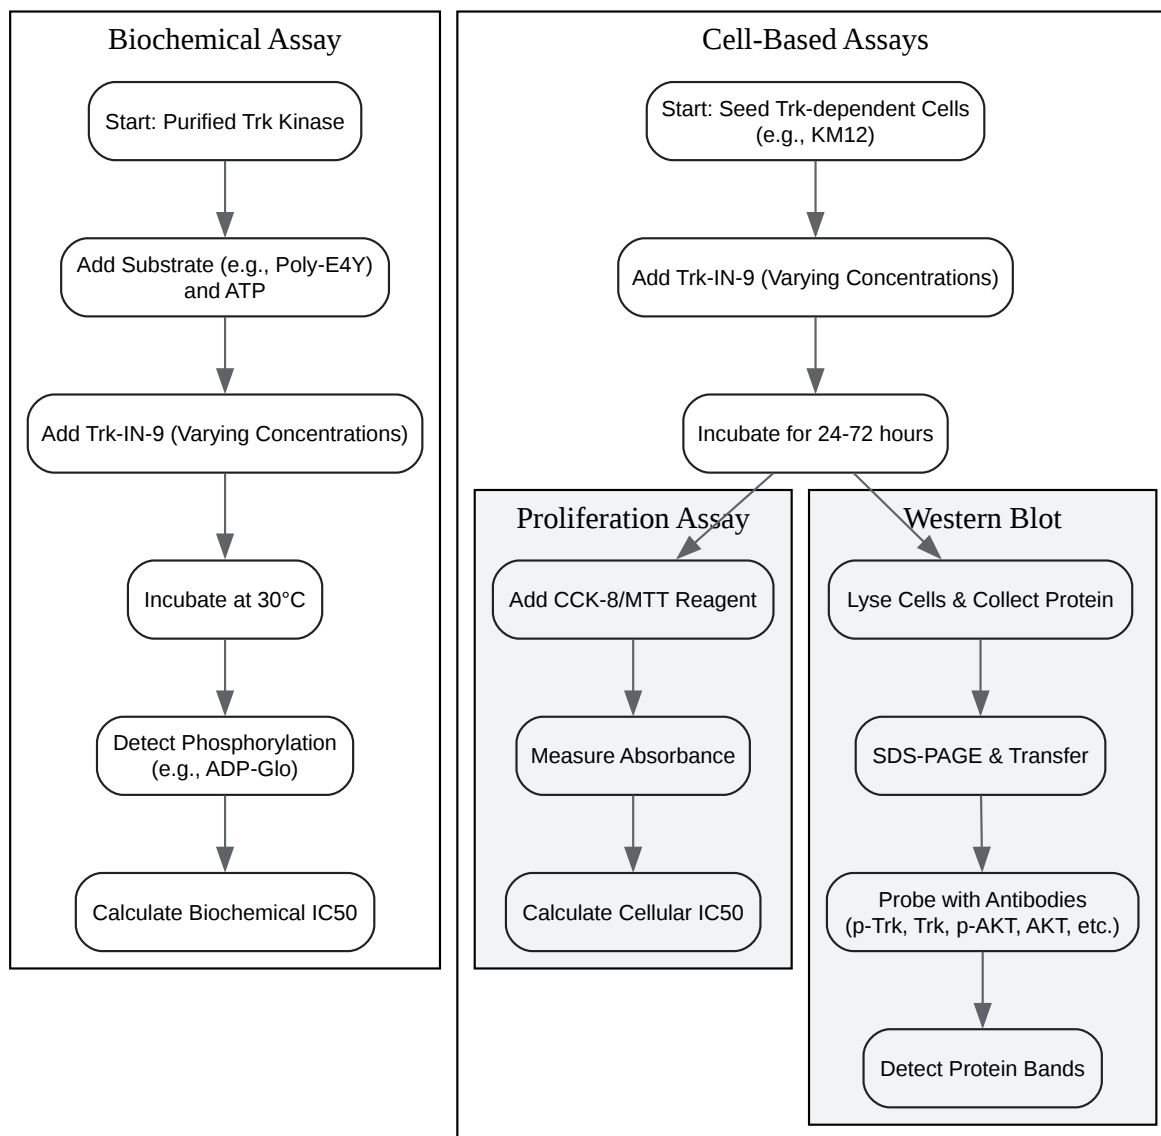 Biochemical Assay
Start: Purified Trk Kinase
Add Substrate (e.g., Poly-E4Y)
and ATP
Add Trk-IN-9 (Varying Concentrations)
Incubate at 30°C
Detect Phosphorylation
(e.g., ADP-Glo)
Calculate Biochemical IC50
Cell-Based Assays
Start: Seed Trk-dependent Cells
(e.g., KM12)
Add Trk-IN-9 (Varying Concentrations)
Incubate for 24-72 hours
Proliferation Assay
Add CCK-8/MTT Reagent
Measure Absorbance
Calculate Cellular IC50
Western Blot
Lyse Cells & Collect Protein
SDS-PAGE & Transfer
Probe with Antibodies
(p-Trk, Trk, p-AKT, AKT, etc.)
Detect Protein Bands